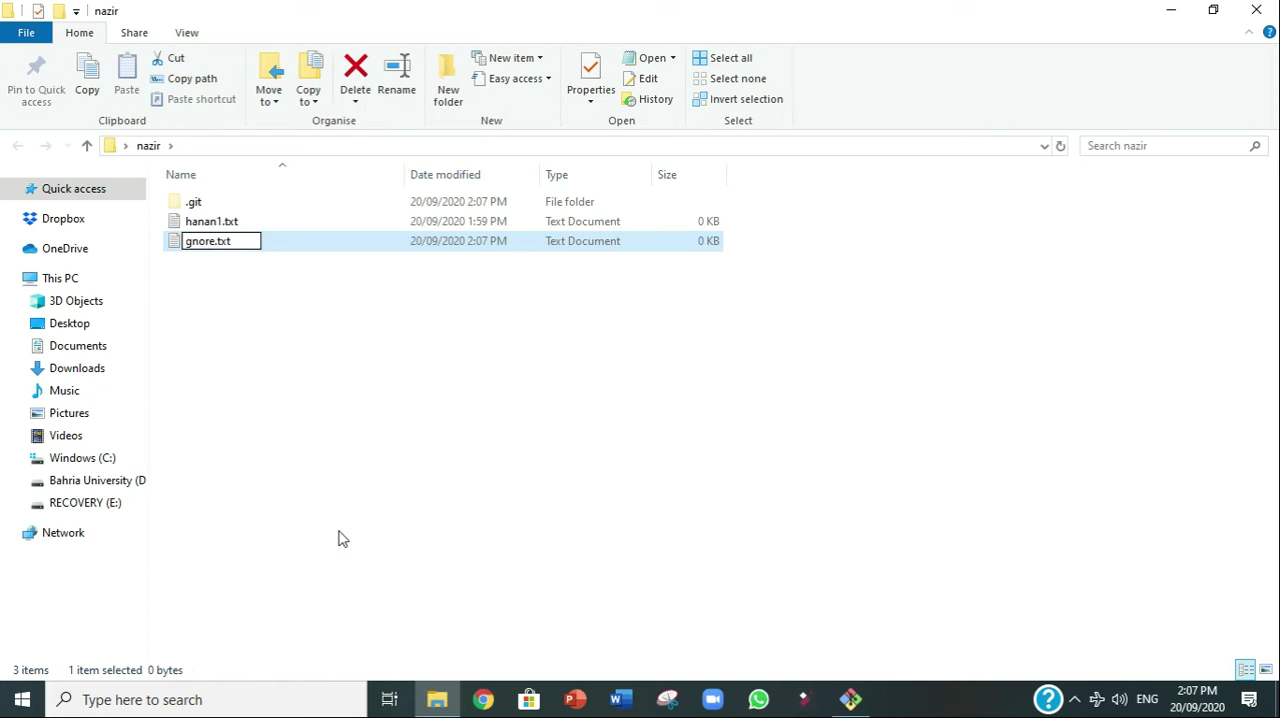 nazir
File Home Share View
Pin to Quick access
Copy
Paste
Cut
Copy path
Paste shortcut
Clipboard
Move to
Copy to
Delete
Rename
Organise
New folder
New item
Easy access
New
Properties
Open
Edit
History
Open
Select all
Select none
Invert selection
Select
nazir
Search nazir
Name Date modified Type Size
.git 20/09/2020 2:07 PM File folder
hanan1.txt 20/09/2020 1:59 PM Text Document 0 KB
gnore.txt 20/09/2020 2:07 PM Text Document 0 KB
Quick access
Dropbox
OneDrive
This PC
3D Objects
Desktop
Documents
Downloads
Music
Pictures
Videos
Windows (C:)
Bahria University (D
RECOVERY (E:)
Network
3 items 1 item selected 0 bytes
Type here to search
ENG
2:07 PM
20/09/2020